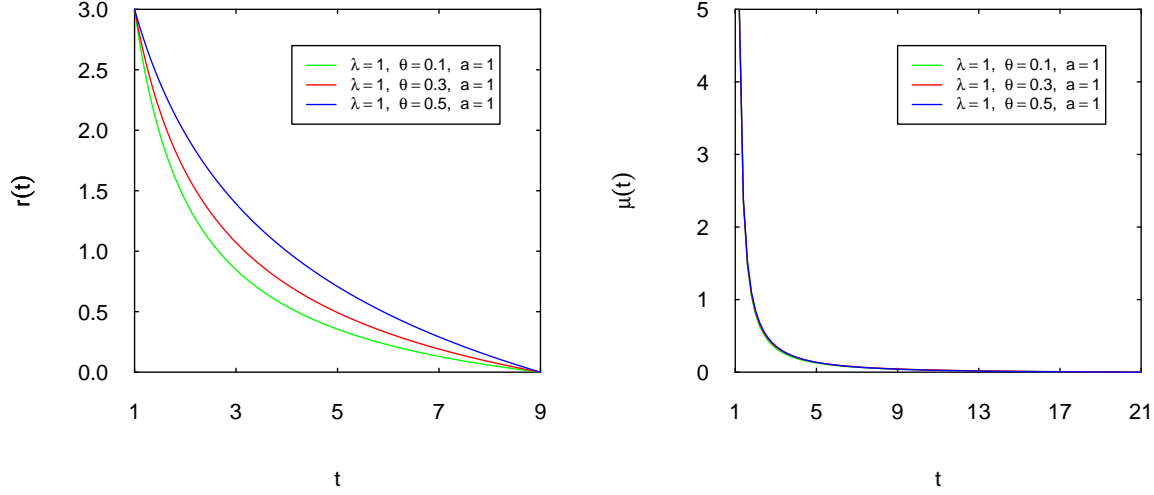 r(t)
3.0
2.5
2.0
1.5
1.0
0.5
0.0
1 3 5 7 9
t
λ = 1, θ = 0.1, a = 1
λ = 1, θ = 0.3, a = 1
λ = 1, θ = 0.5, a = 1
μ(t)
5
4
3
2
1
0
1 5 9 13 17 21
t
λ = 1, θ = 0.1, a = 1
λ = 1, θ = 0.3, a = 1
λ = 1, θ = 0.5, a = 1